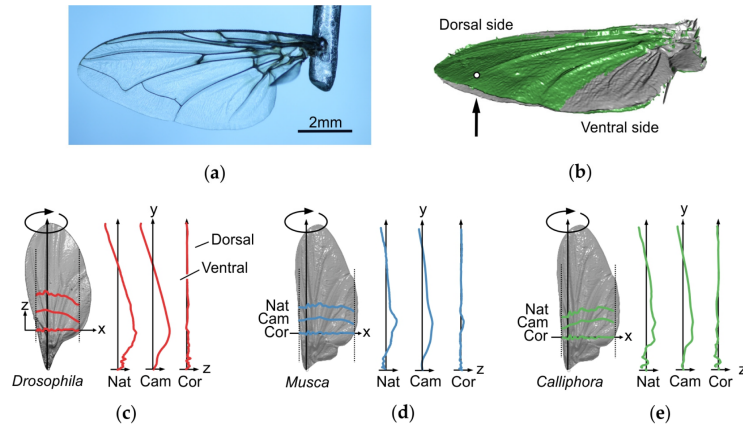 2mm
(a)
Dorsal side
Ventral side
(b)
y
Dorsal
Ventral
z
x
z
Nat
Cam
Cor
Drosophila
(c)
y
Nat
Cam
Cor
x
z
Nat
Cam
Cor
Musca
(d)
y
Nat
Cam
Cor
x
z
Nat
Cam
Cor
Calliphora
(e)